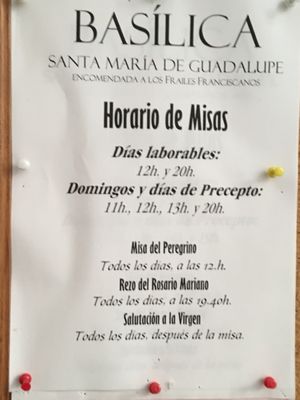 BASÍLICA
SANTA MARÍA DE GUADALUPE
ENCOMENDADA A LOS FRAILES FRANCISCANOS
Horario de Misas
Días laborables:
12h. y 20h.
Domingos y días de Precepto:
11h., 12h., 13h. y 20h.
Misa del Peregrino
Todos los días, a las 12.h.
Rezo del Rosario Mariano
Todos los días, a las 19.40h.
Salutación a la Virgen
Todos los días, después de la misa.